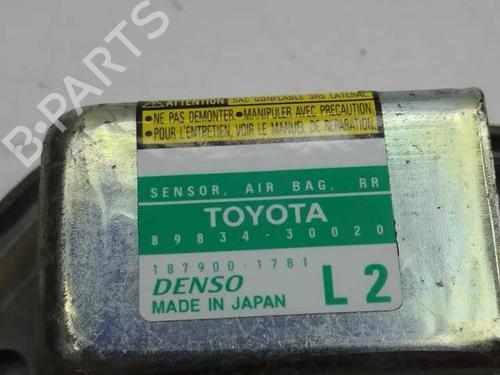 ATTENTION SAC GONFLABLE SRS LATERAL
•NE PAS DEMONTER •MANIPULER AVEC PRECAUTION
•POUR L'ENTRETIEN, VOIR LE MANUEL DE REPARATION.
SENSOR, AIR BAG, RR
TOYOTA
89834-30020
187900-1781
DENSO L2
MADE IN JAPAN
B-PARTS